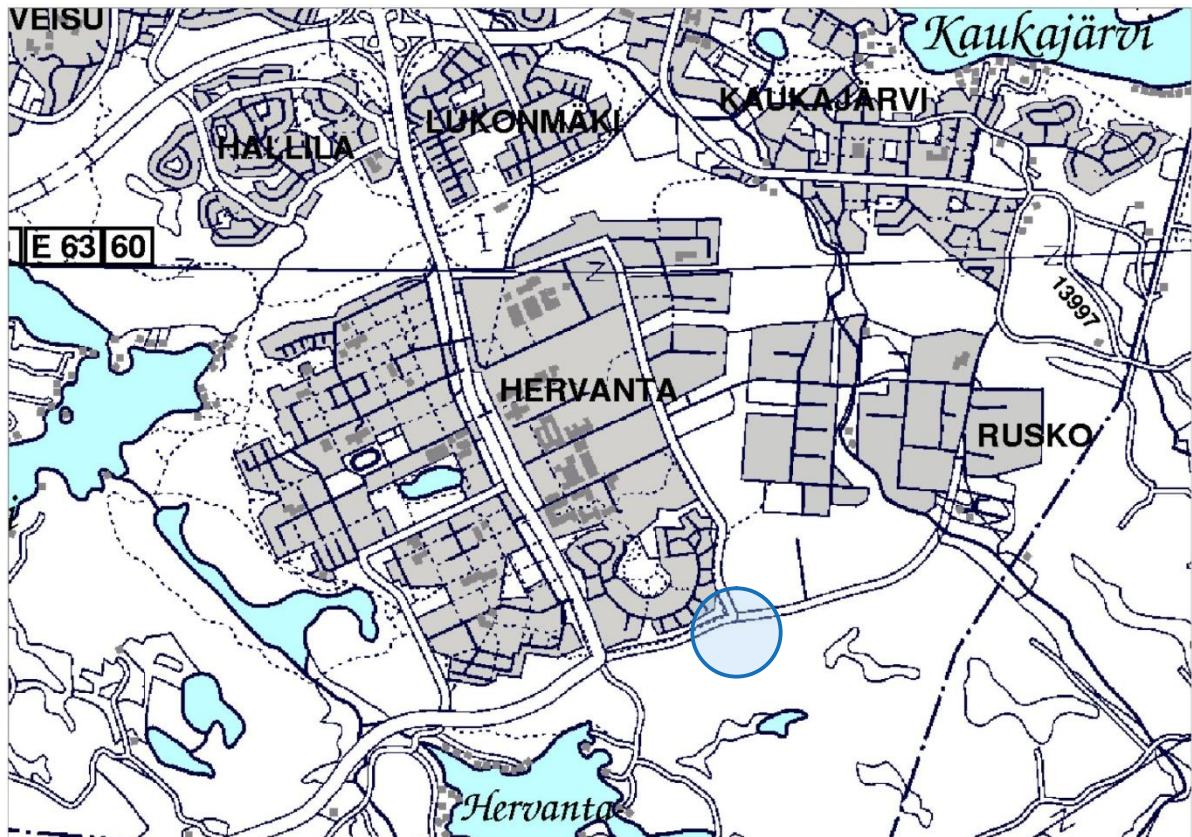 VEISU
Kaukajärvi
KAUKAJÄRVI
LUKONMÄKI
HALLILA
E 63 60
13997
HERVANTA
RUSKO
Hervanta-